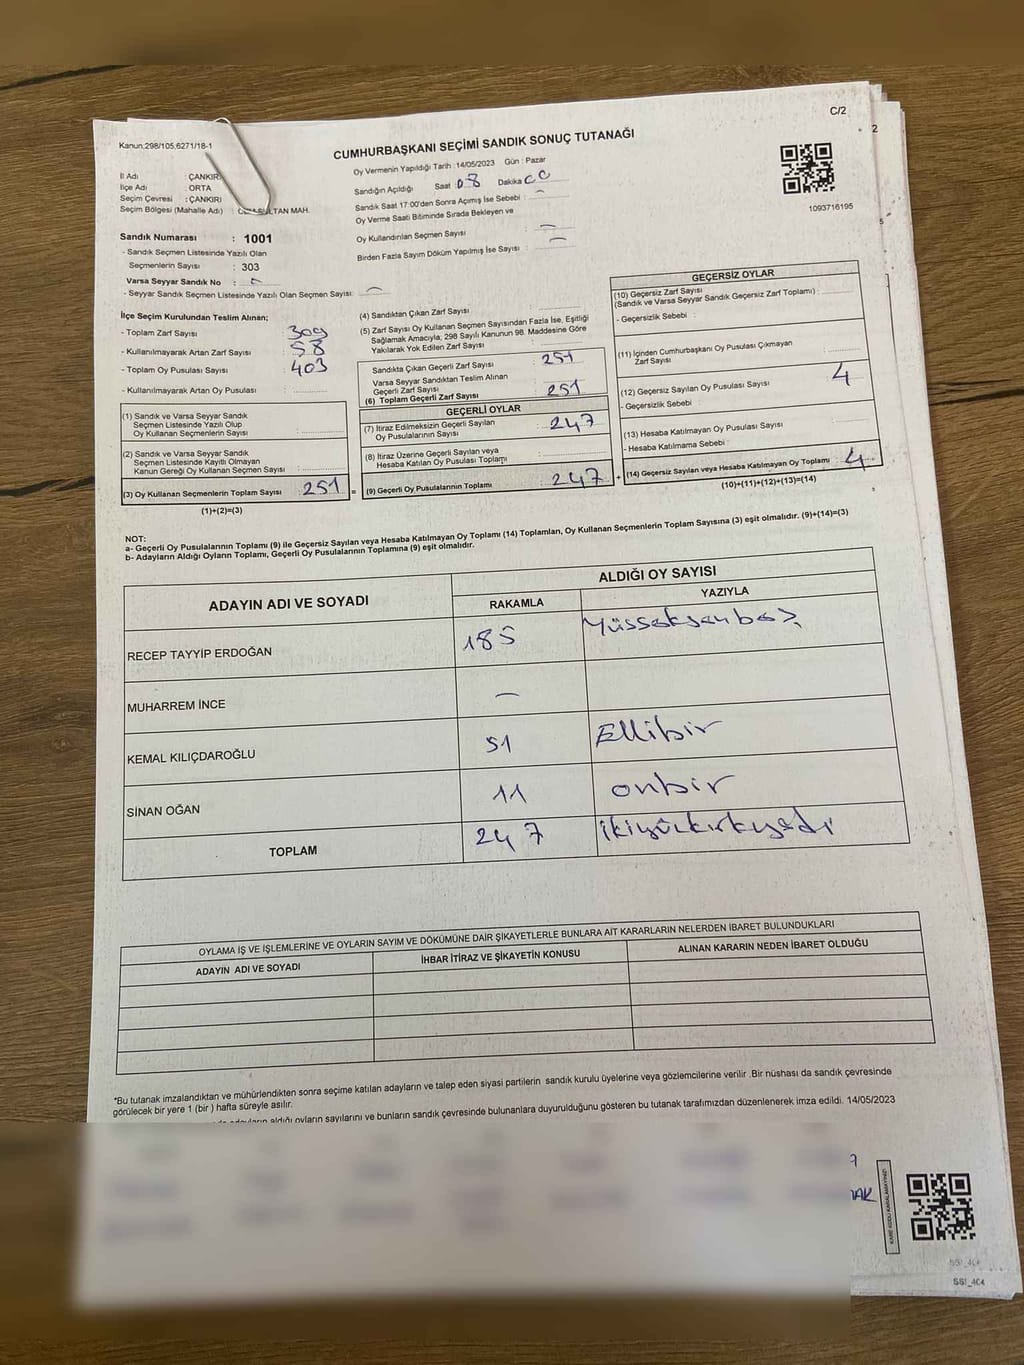 C/2
2
Kanun.298/105,6271/18-1
CUMHURBAŞKANI SEÇİMİ SANDIK SONUÇ TUTANAĞI
İl Adı : ÇANKIRI
İlçe Adı : ORTA
Seçim Çevresi : ÇANKIRI
Seçim Bölgesi (Mahalle Adı) : MAH.
Sandık Numarası : 1001
- Sandık Seçmen Listesinde Yazılı Olan
Seçmenlerin Sayısı : 303
Varsa Seyyar Sandık No :
- Seyyar Sandık Seçmen Listesinde Yazılı Olan Seçmen Sayısı: —
Oy Vermenin Yapıldığı Tarih : 14/05/2023 Gün : Pazar
Sandığın Açıldığı Saat : 08 Dakika 00
Sandık Saat 17:00'den Sonra Açımış İse Sebebi : —
Oy Verme Saati Bitiminde Sırada Bekleyen ve
Oy Kullandırılan Seçmen Sayısı : —
Birden Fazla Sayım Döküm Yapılmış İse Sayısı : —
1093716195
5
İlçe Seçim Kurulundan Teslim Alınan;
- Toplam Zarf Sayısı : 309
- Kullanılmayarak Artan Zarf Sayısı : 58
- Toplam Oy Pusulası Sayısı : 403
- Kullanılmayarak Artan Oy Pusulası :
(1) Sandık ve Varsa Seyyar Sandık
Seçmen Listesinde Yazılı Olup
Oy Kullanan Seçmenlerin Sayısı :
(2) Sandık ve Varsa Seyyar Sandık
Seçmen Listesinde Kayıtlı Olmayan
Kanun Gereği Oy Kullanan Seçmen Sayısı :
(3) Oy Kullanan Seçmenlerin Toplam Sayısı : 251 =
(1)+(2)=(3)
(4) Sandıktan Çıkan Zarf Sayısı :
(5) Zarf Sayısı Oy Kullanan Seçmen Sayısından Fazla İse, Eşitliği
Sağlamak Amacıyla, 298 Sayılı Kanunun 98. Maddesine Göre
Yakılarak Yok Edilen Zarf Sayısı :
Sandıkta Çıkan Geçerli Zarf Sayısı : 251
Varsa Seyyar Sandıktan Teslim Alınan
Geçerli Zarf Sayısı :
(6) Toplam Geçerli Zarf Sayısı : 251
GEÇERLİ OYLAR
(7) İtiraz Edilmeksizin Geçerli Sayılan
Oy Pusulalarının Sayısı : 247
(8) İtiraz Üzerine Geçerli Sayılan veya
Hesaba Katılan Oy Pusulası Toplamı :
(9) Geçerli Oy Pusulalarının Toplamı : 247 +
GEÇERSİZ OYLAR
(10) Geçersiz Zarf Sayısı
(Sandık ve Varsa Seyyar Sandık Geçersiz Zarf Toplamı) :
- Geçersizlik Sebebi :
(11) İçinden Cumhurbaşkanı Oy Pusulası Çıkmayan
Zarf Sayısı :
(12) Geçersiz Sayılan Oy Pusulası Sayısı : 4
- Geçersizlik Sebebi :
(13) Hesaba Katılmayan Oy Pusulası Sayısı :
- Hesaba Katılmama Sebebi :
(14) Geçersiz Sayılan veya Hesaba Katılmayan Oy Toplamı : 4
(10)+(11)+(12)+(13)=(14)
NOT:
a- Geçerli Oy Pusulalarının Toplamı (9) ile Geçersiz Sayılan veya Hesaba Katılmayan Oy Toplamı (14) Toplamları, Oy Kullanan Seçmenlerin Toplam Sayısına (3) eşit olmalıdır. (9)+(14)=(3)
b- Adayların Aldığı Oyların Toplamı, Geçerli Oy Pusulalarının Toplamına (9) eşit olmalıdır.
ADAYIN ADI VE SOYADI
ALDIĞI OY SAYISI
RAKAMLA YAZIYLA
RECEP TAYYİP ERDOĞAN 185 Yüzseksenbeş
MUHARREM İNCE —
KEMAL KILIÇDAROĞLU 51 Ellibir
SİNAN OĞAN 11 onbir
TOPLAM 247 ikiyüzkırkyedi
OYLAMA İŞ VE İŞLEMLERİNE VE OYLARIN SAYIM VE DÖKÜMÜNE DAİR ŞİKAYETLERLE BUNLARA AİT KARARLARIN NELERDEN İBARET BULUNDUKLARI
ADAYIN ADI VE SOYADI İHBAR İTİRAZ VE ŞİKAYETİN KONUSU ALINAN KARARIN NEDEN İBARET OLDUĞU
*Bu tutanak imzalandıktan ve mühürlendikten sonra seçime katılan adayların ve talep eden siyasi partilerin sandık kurulu üyelerine veya gözlemcilerine verilir .Bir nüshası da sandık çevresinde
görülecek bir yere 1 (bir ) hafta süreyle asılır.
adayların aldığı oyların sayılarını ve bunların sandık çevresinde bulunanlara duyurulduğunu gösteren bu tutanak tarafımızdan düzenlenerek imza edildi. 14/05/2023
KARE KODU KARALAMAYINIZ!
SSI_404
SSI_404